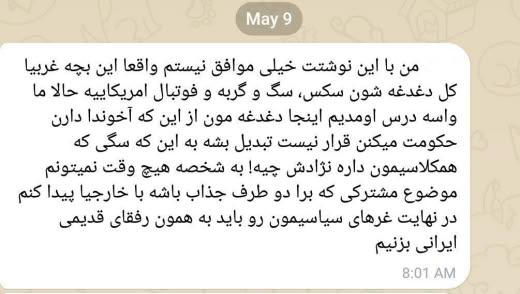 May 9
من با این نوشتت خیلی موافق نیستم واقعا این بچه غربیا
کل دغدغه شون سکس، سگ و گربه و فوتبال امریکاییه حالا ما
واسه درس اومدیم اینجا دغدغه مون از این که آخوندا دارن
حکومت میکنن قرار نیست تبدیل بشه به این که سگی که
همکلاسیمون داره نژادش چیه! به شخصه هیچ وقت نمیتونم
موضوع مشترکی که برا دو طرف جذاب باشه با خارجیا پیدا کنم
در نهایت غرهای سیاسیمون رو باید به همون رفقای قدیمی
ایرانی بزنیم
8:01 AM